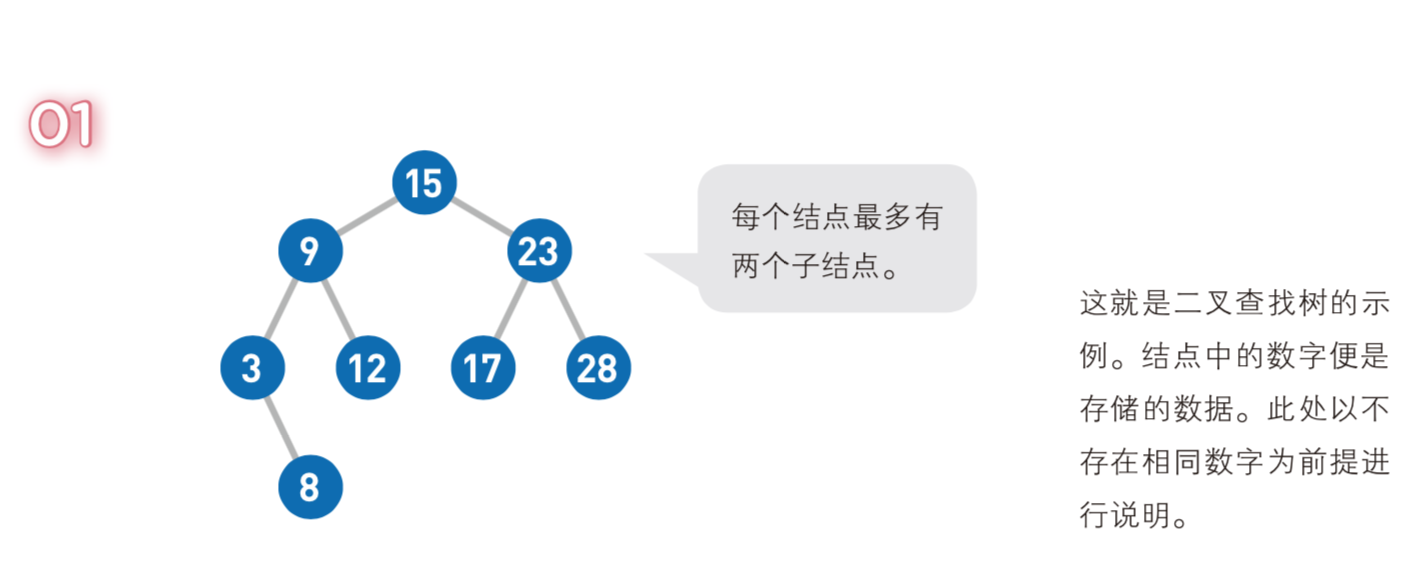 01
15
9
23
3
12
17
28
8
每个结点最多有
两个子结点。
这就是二叉查找树的示
例。结点中的数字便是
存储的数据。此处以不
存在相同数字为前提进
行说明。